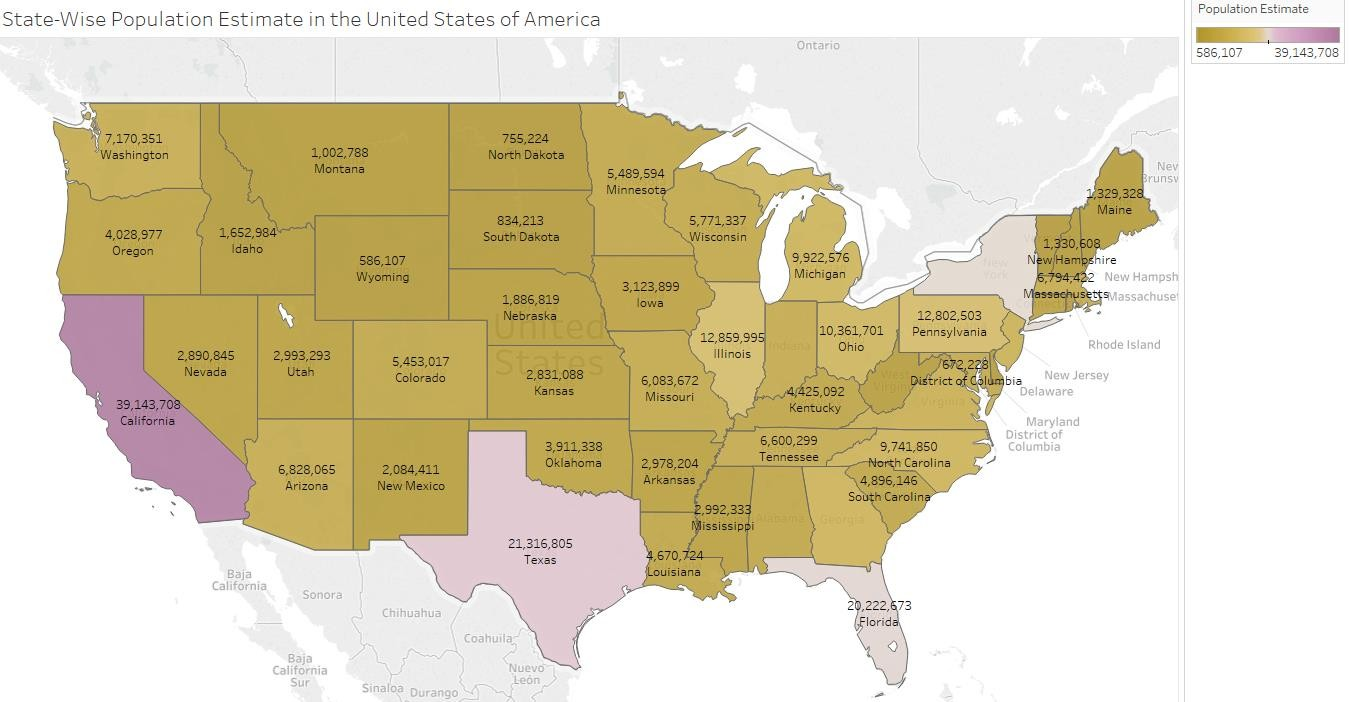 State-Wise Population Estimate in the United States of America
Population Estimate
586,107
39,143,708
Ontario
7,170,351
Washington
1,002,788
Montana
755,224
North Dakota
5,489,594
Minnesota
New
Brunsw
1,329,328
Maine
4,028,977
Oregon
1,652,984
Idaho
834,213
South Dakota
5,771,337
Wisconsin
9,922,576
Michigan
1,330,608
New Hampshire
New
York
586,107
Wyoming
6,794,422
Massachusetts
New Hampsh
Massachuset
1,886,819
Nebraska
3,123,899
Iowa
United
States
12,859,995
Illinois
Indiana
10,361,701
Ohio
12,802,503
Pennsylvania
Rhode Island
2,890,845
Nevada
2,993,293
Utah
5,453,017
Colorado
2,831,088
Kansas
6,083,672
Missouri
4,425,092
Kentucky
West
Virginia
672,228
District of Columbia
Virginia
New Jersey
Delaware
Maryland
District of
Columbia
39,143,708
California
6,828,065
Arizona
2,084,411
New Mexico
3,911,338
Oklahoma
2,978,204
Arkansas
6,600,299
Tennessee
9,741,850
North Carolina
4,896,146
South Carolina
2,992,333
Mississippi
Alabama
Georgia
21,316,805
Texas
4,670,724
Louisiana
20,222,673
Florida
Baja
California
Sonora
Chihuahua
Coahuila
Baja
California
Sur
Nuevo
León
Sinaloa
Durango